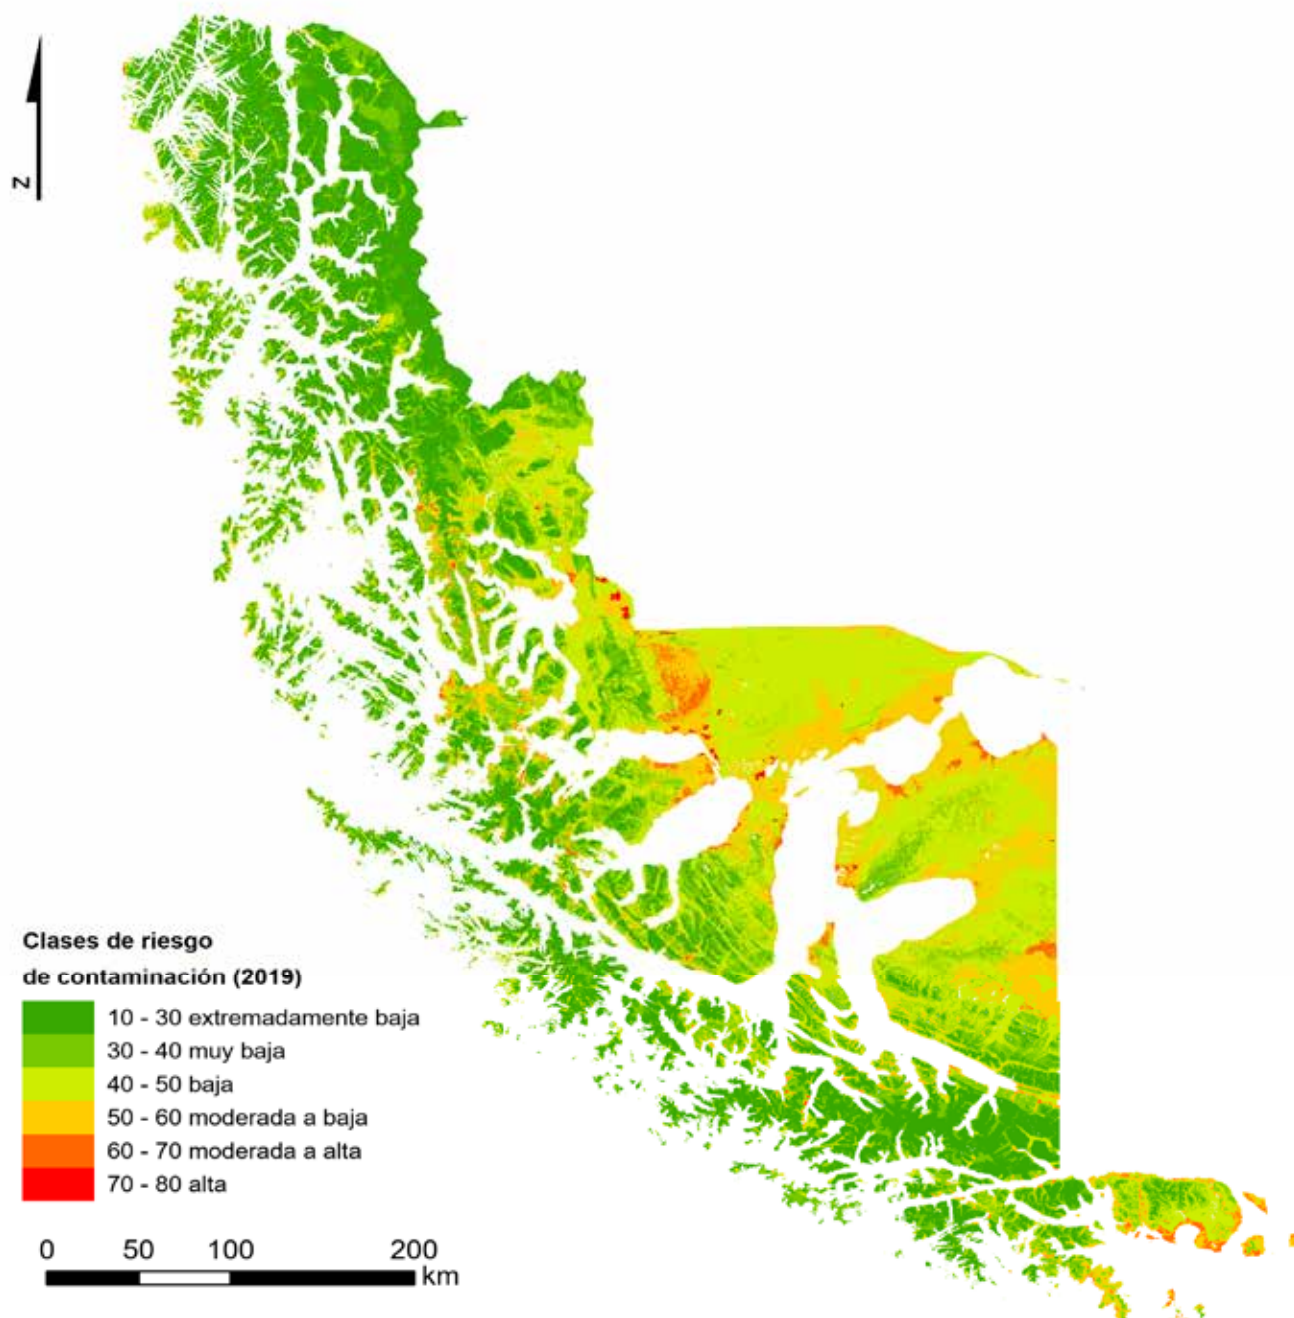 N
Clases de riesgo
de contaminación (2019)
10 - 30 extremadamente baja
30 - 40 muy baja
40 - 50 baja
50 - 60 moderada a baja
60 - 70 moderada a alta
70 - 80 alta
0 50 100 200
km